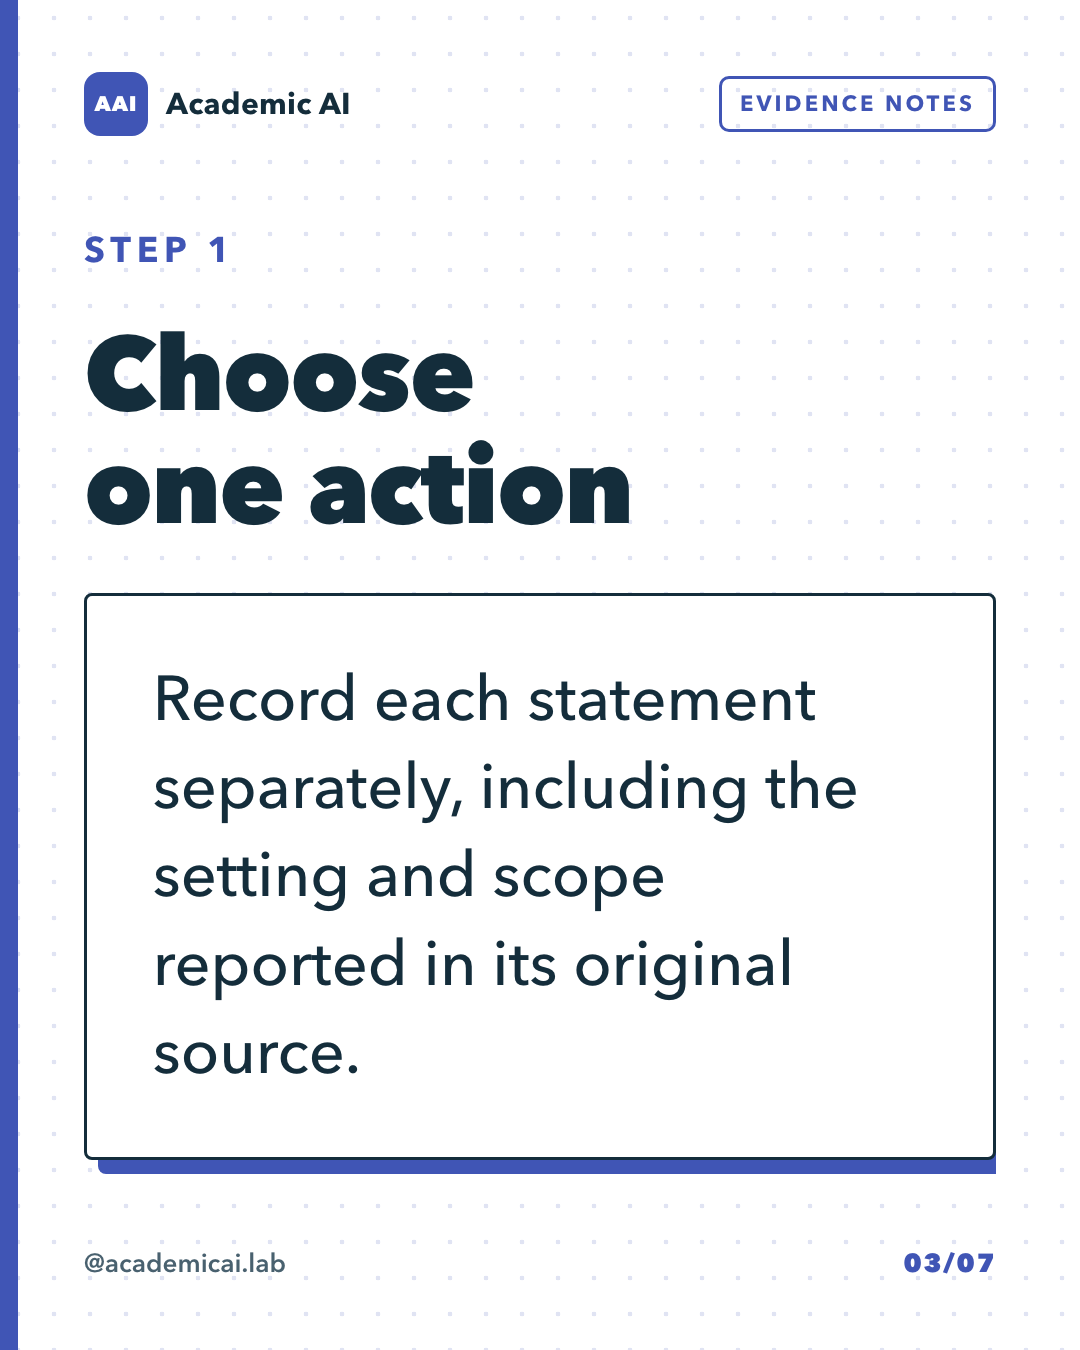 AAI Academic AI
EVIDENCE NOTES
STEP 1
Choose
one action
Record each statement
separately, including the
setting and scope
reported in its original
source.
@academicai.lab
03/07